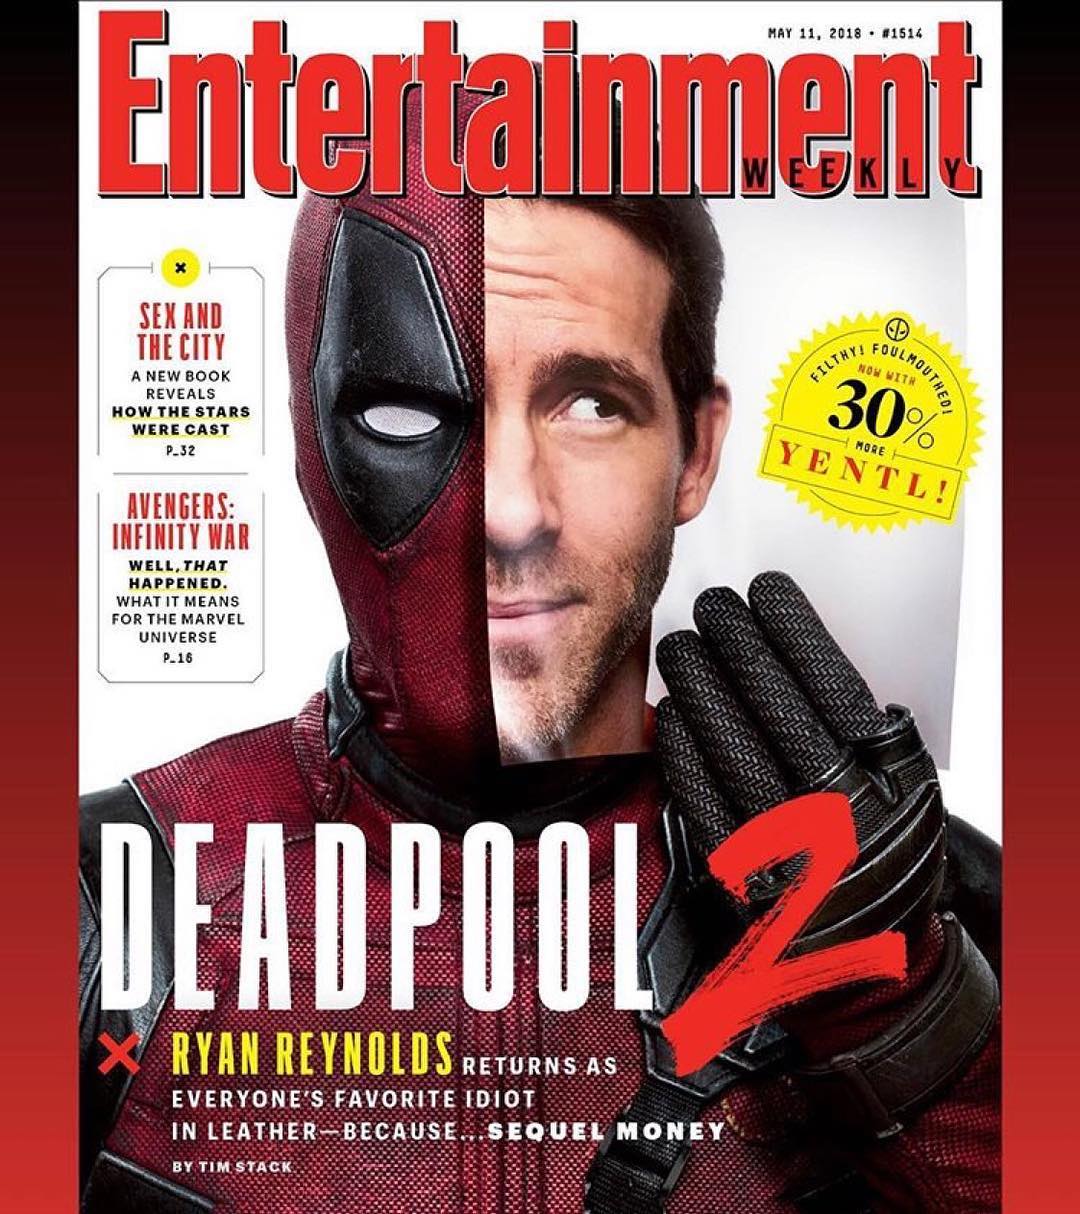 MAY 11, 2018 • #1514
Entertainment
WEEKLY
SEX AND
THE CITY
A NEW BOOK
REVEALS
HOW THE STARS
WERE CAST
P_32
AVENGERS:
INFINITY WAR
WELL, THAT
HAPPENED.
WHAT IT MEANS
FOR THE MARVEL
UNIVERSE
P_16
FILTHY! FOULMOUTHED!
NOW WITH
30%
MORE
YENTL!
DEADPOOL 2
RYAN REYNOLDS RETURNS AS
EVERYONE'S FAVORITE IDIOT
IN LEATHER—BECAUSE...SEQUEL MONEY
BY TIM STACK